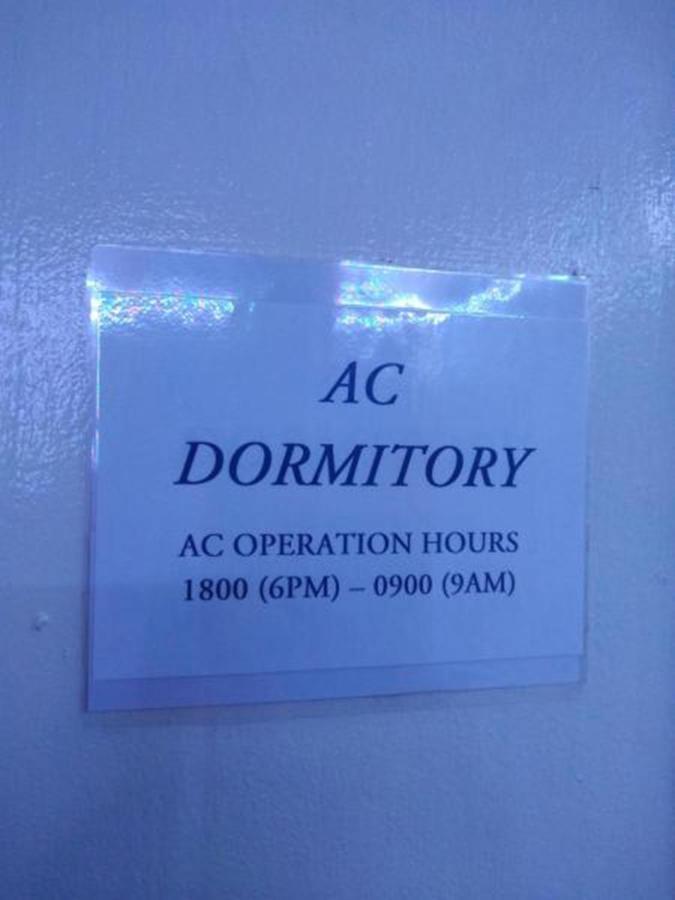 AC
DORMITORY
AC OPERATION HOURS
1800 (6PM) – 0900 (9AM)